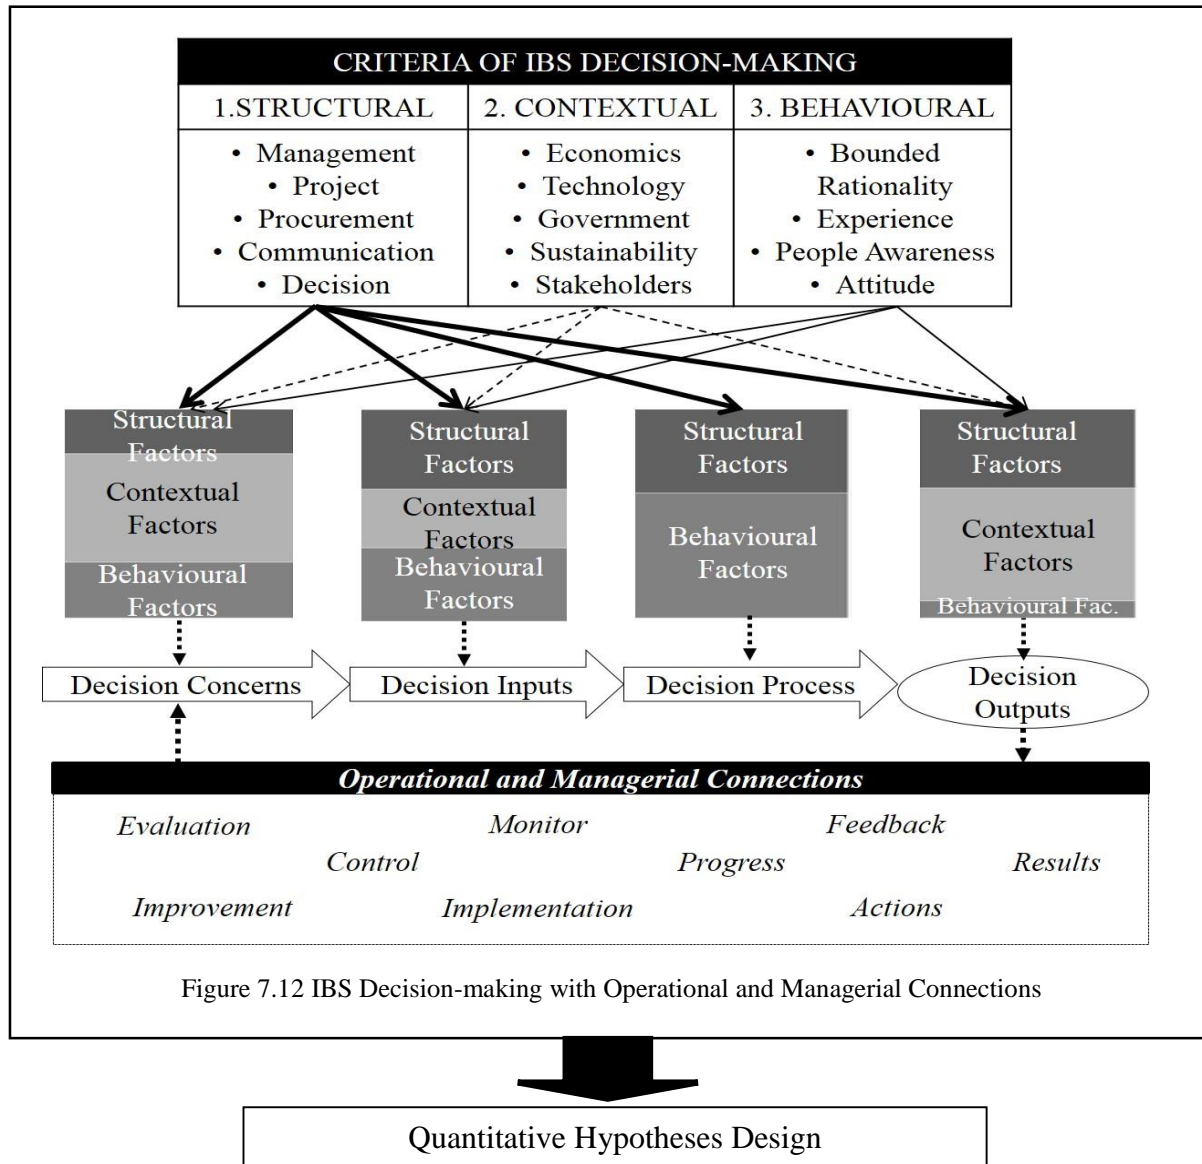 CRITERIA OF IBS DECISION-MAKING
1.STRUCTURAL
2. CONTEXTUAL
3. BEHAVIOURAL
• Management
• Project
• Procurement
• Communication
• Decision
• Economics
• Technology
• Government
• Sustainability
• Stakeholders
• Bounded
Rationality
• Experience
• People Awareness
• Attitude
Structural
Factors
Contextual
Factors
Behavioural
Factors
Structural
Factors
Contextual
Factors
Behavioural
Factors
Structural
Factors
Behavioural
Factors
Structural
Factors
Contextual
Factors
Behavioural Fac.
Decision Concerns
Decision Inputs
Decision Process
Decision
Outputs
Operational and Managerial Connections
Evaluation Monitor Feedback
Control Progress Results
Improvement Implementation Actions
Figure 7.12 IBS Decision-making with Operational and Managerial Connections
Quantitative Hypotheses Design